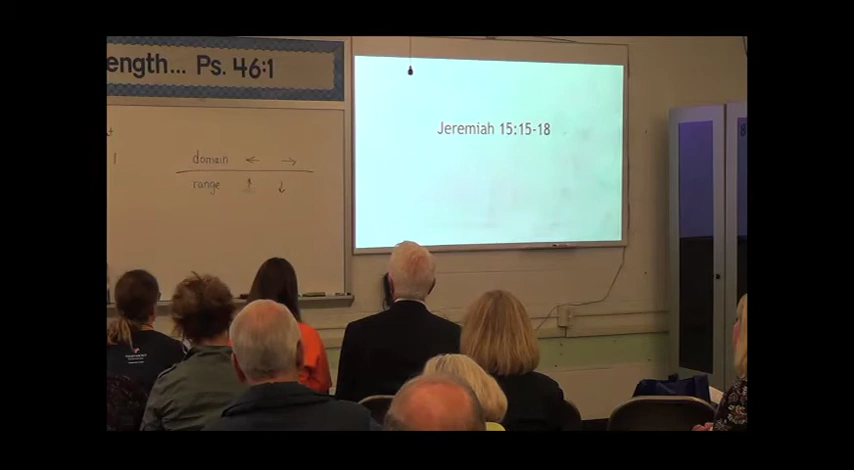 ength... Ps. 46:1
Jeremiah 15:15-18
domain ← →
range ↑ ↓